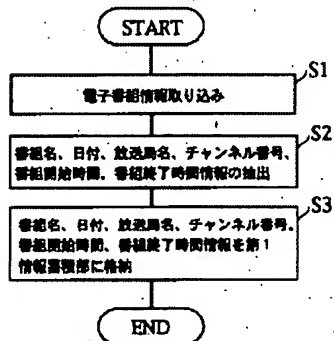 START
S1
電子番組情報取り込み
S2
番組名、日付、放送局名、チャンネル番号、
番組開始時間、番組終了時間情報の抽出
S3
番組名、日付、放送局名、チャンネル番号、
番組開始時間、番組終了時間情報を第1
情報蓄積部に格納
END